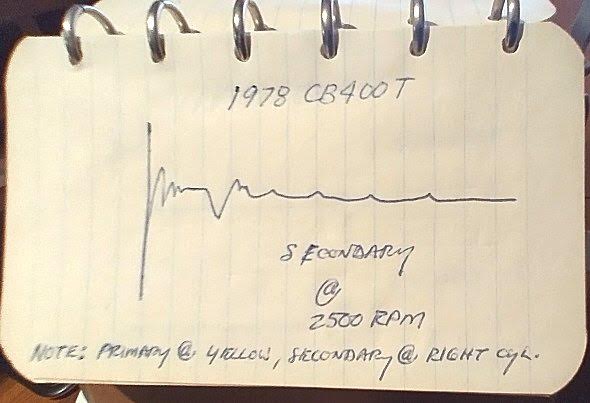 1978 CB400T
SECONDARY
@
2500 RPM
NOTE: PRIMARY @ YELLOW, SECONDARY @ RIGHT CYL.